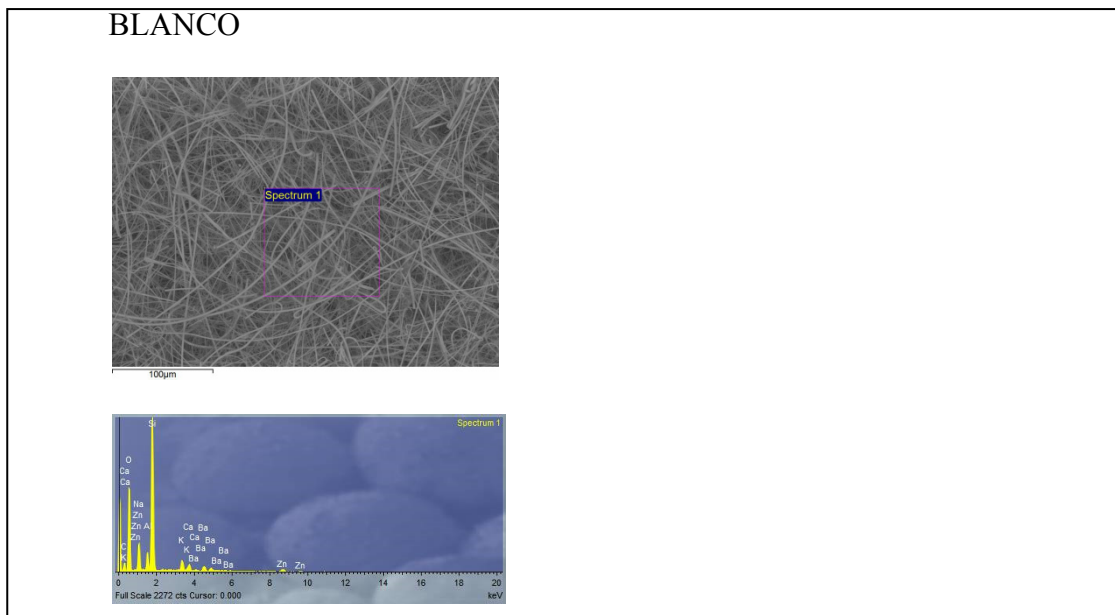 BLANCO
Spectrum 1
100µm
Spectrum 1
Si
O
Ca
Ca
Na
Zn
Zn A
Zn
C
K
Ca Ba
K Ca Ba
K Ba Ba
Ba Ba Ba
Zn Zn
0 2 4 6 8 10 12 14 16 18 20
Full Scale 2272 cts Cursor: 0.000 keV